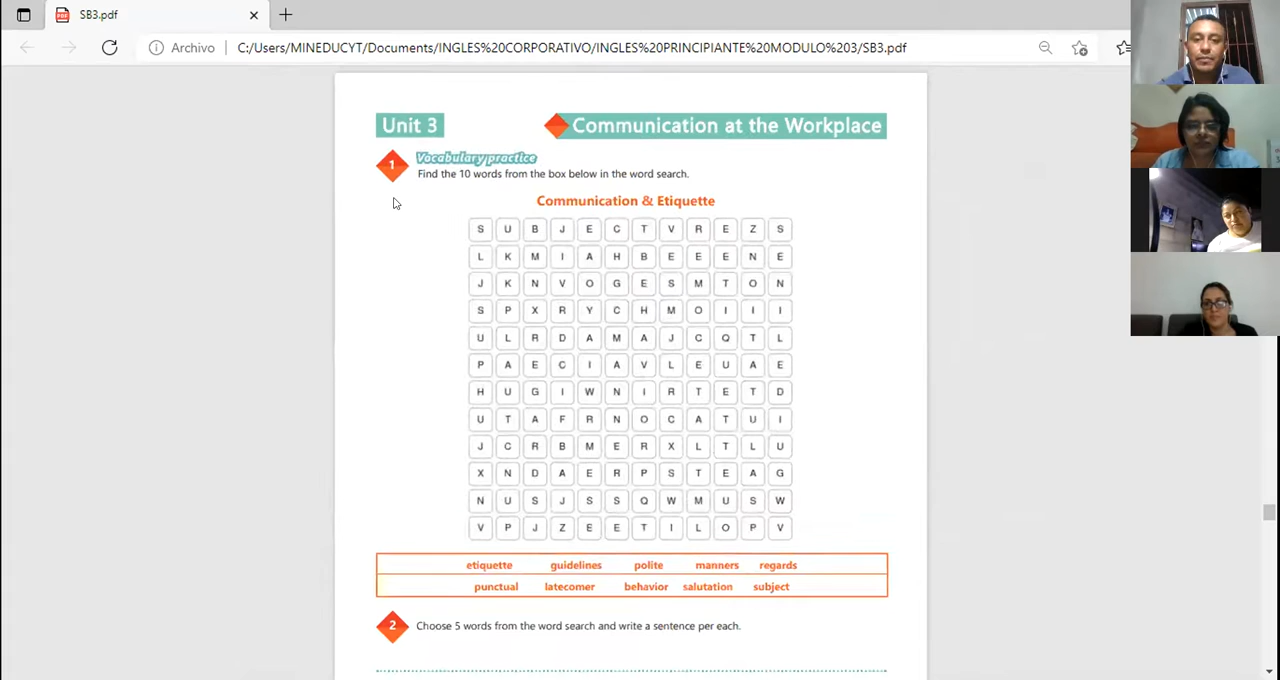 SB3.pdf
Archivo C:/Users/MINEDUCYT/Documents/INGLES%20CORPORATIVO/INGLES%20PRINCIPIANTE%20MODULO%203/SB3.pdf
Unit 3 Communication at the Workplace
1 Vocabulary practice
Find the 10 words from the box below in the word search.
Communication & Etiquette
S U B J E C T V R E Z S
L K M I A H B E E E N E
J K N V O G E S M T O N
S P X R Y C H M O I I I
U L R D A M A J C Q T L
P A E C I A V L E U A E
H U G I W N I R T E T D
U T A F R N O C A T U I
J C R B M E R X L T L U
X N D A E R P S T E A G
N U S J S S Q W M U S W
V P J Z E E T I L O P V
etiquette guidelines polite manners regards
punctual latecomer behavior salutation subject
2 Choose 5 words from the word search and write a sentence per each.